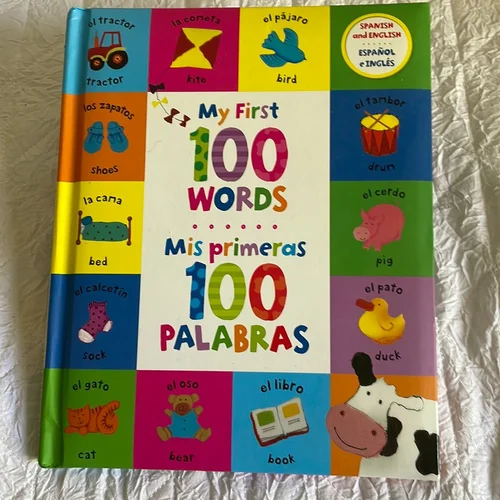 el tractor
tractor
la cometa
kite
el pájaro
bird
SPANISH
and ENGLISH
ESPAÑOL
e INGLÉS
los zapatos
shoes
My First
100
WORDS
Mis primeras
100
PALABRAS
el tambor
drum
la cama
bed
el cerdo
pig
el calcetín
sock
el pato
duck
el gato
cat
el oso
bear
el libro
book